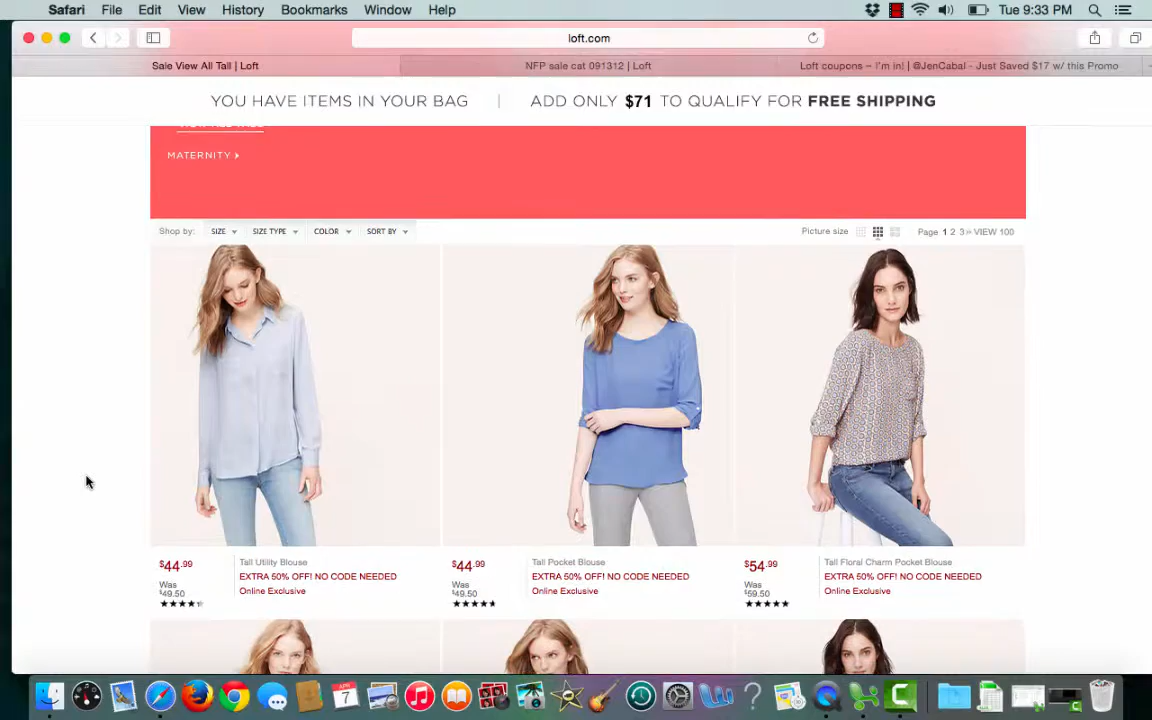 Safari File Edit View History Bookmarks Window Help Tue 9:33 PM
loft.com
Sale View All Tall | Loft NFP sale cat 091312 | Loft Loft coupons – I'm in! | @JenCabal - Just Saved $17 w/ this Promo
YOU HAVE ITEMS IN YOUR BAG | ADD ONLY $71 TO QUALIFY FOR FREE SHIPPING
MATERNITY
Shop by: SIZE SIZE TYPE COLOR SORT BY Picture size Page 1 2 3 » VIEW 100
$44.99 Tall Utility Blouse
EXTRA 50% OFF! NO CODE NEEDED
Was $49.50 Online Exclusive
$44.99 Tall Pocket Blouse
EXTRA 50% OFF! NO CODE NEEDED
Was $49.50 Online Exclusive
$54.99 Tall Floral Charm Pocket Blouse
EXTRA 50% OFF! NO CODE NEEDED
Was $59.50 Online Exclusive